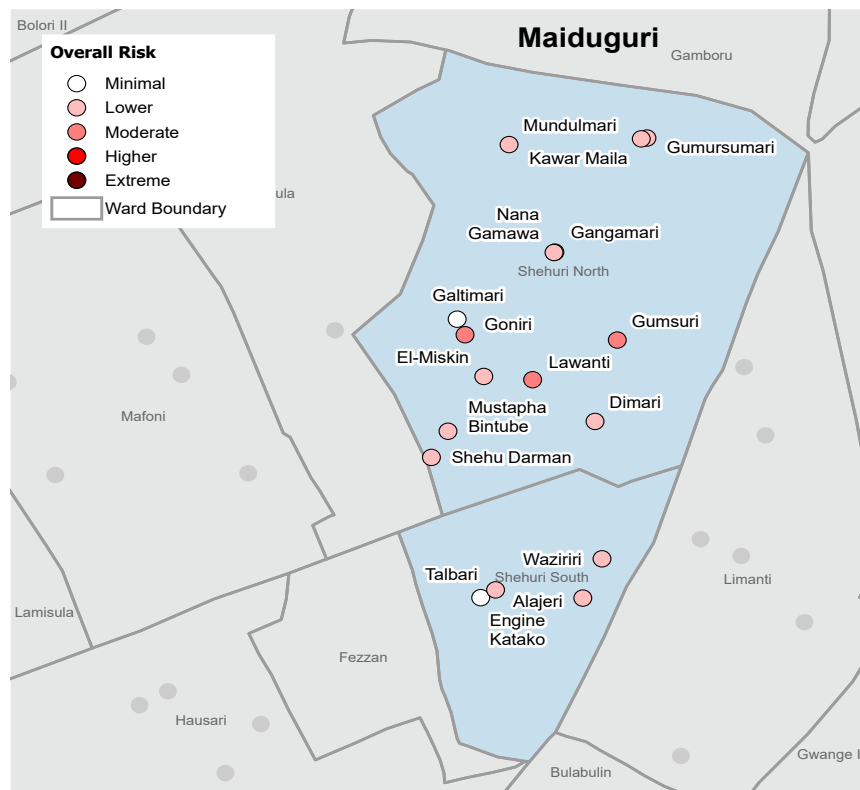 Bolori II
Maiduguri
Gamboru
Overall Risk
Minimal
Lower
Moderate
Higher
Extreme
Ward Boundary
ula
Mundulmari
Kawar Maila
Gumursumari
Nana
Gamawa
Gangamari
Shehuri North
Galtimari
Goniri
Gumsuri
El-Miskin
Lawanti
Dimari
Mafoni
Mustapha
Bintube
Shehu Darman
Waziriri
Talbari
Shehuri South
Limanti
Alajeri
Engine
Katako
Lamisula
Fezzan
Hausari
Gwange I
Bulabulin